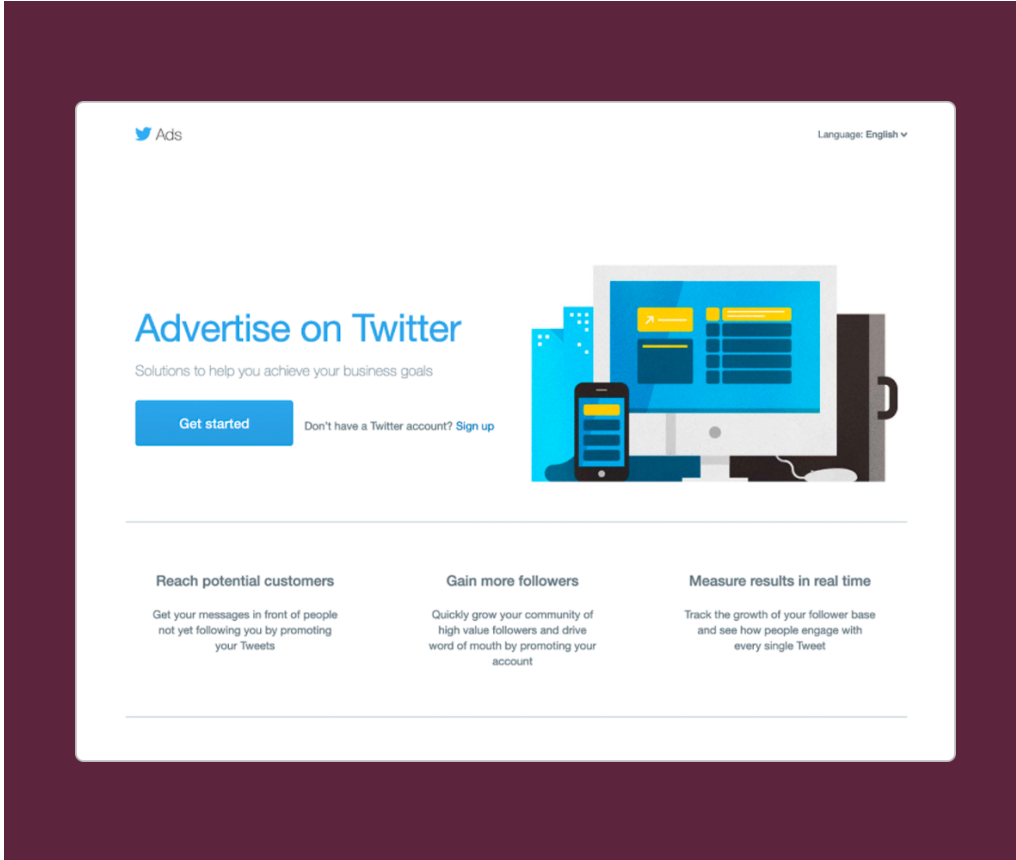 Ads
Language: English
Advertise on Twitter
Solutions to help you achieve your business goals
Get started
Don't have a Twitter account? Sign up
Reach potential customers
Get your messages in front of people
not yet following you by promoting
your Tweets
Gain more followers
Quickly grow your community of
high value followers and drive
word of mouth by promoting your
account
Measure results in real time
Track the growth of your follower base
and see how people engage with
every single Tweet